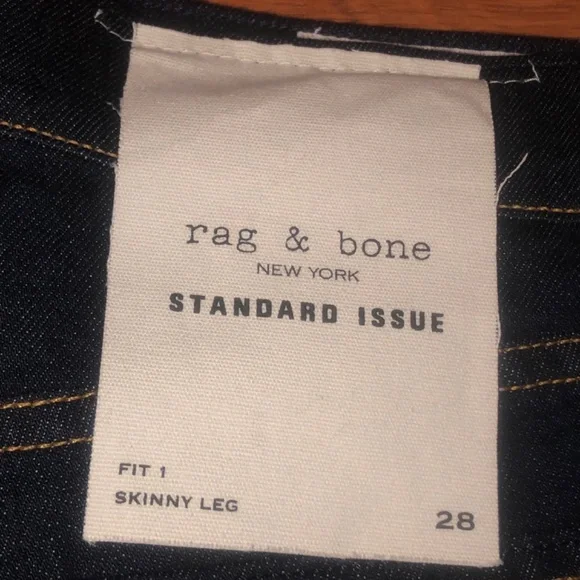 rag & bone
NEW YORK
STANDARD ISSUE
FIT 1
SKINNY LEG
28